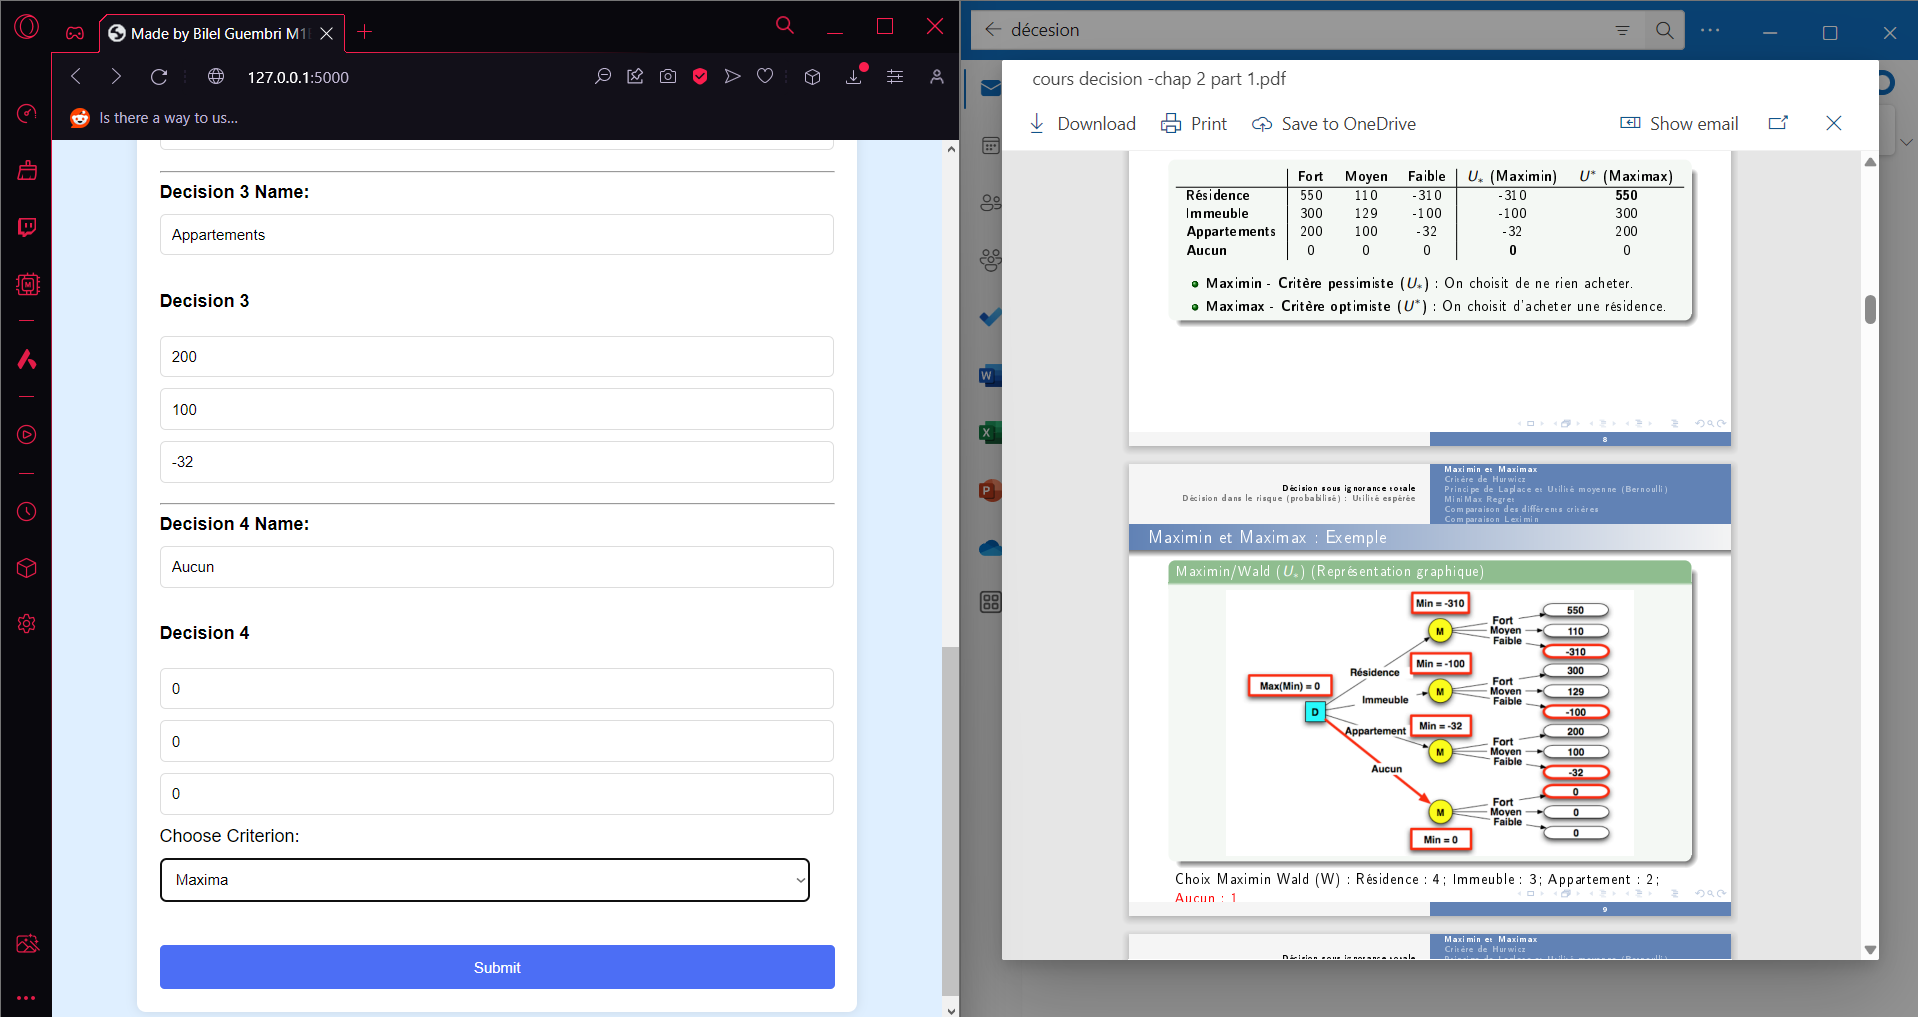 Made by Bilel Guembri M1
127.0.0.1:5000
Is there a way to us...
Decision 3 Name:
Appartements
Decision 3
200
100
-32
Decision 4 Name:
Aucun
Decision 4
0
0
0
Choose Criterion:
Maxima
Submit
décesion
cours decision -chap 2 part 1.pdf
Download
Print
Save to OneDrive
Show email
Fort Moyen Faible U* (Maximin) U* (Maximax)
Résidence 550 110 -310 -310 550
Immeuble 300 129 -100 -100 300
Appartements 200 100 -32 -32 200
Aucun 0 0 0 0 0
Maximin - Critère pessimiste (U*) : On choisit de ne rien acheter.
Maximax - Critère optimiste (U*) : On choisit d'acheter une résidence.
8
Décision sous ignorance totale
Décision dans le risque (probabilisé) : Utilité espérée
Maximin et Maximax
Critère de Hurwicz
Principe de Laplace et Utilité moyenne (Bernoulli)
MiniMax Regret
Comparaison des différents critères
Comparaison Leximin
Maximin et Maximax : Exemple
Maximin/Wald (U*) (Représentation graphique)
Min = -310
M
Fort
Moyen
Faible
550
110
-310
Résidence
Min = -100
M
Fort
Moyen
Faible
300
129
-100
Max(Min) = 0
D
Immeuble
Appartement
Min = -32
M
Fort
Moyen
Faible
200
100
-32
Aucun
M
Min = 0
Fort
Moyen
Faible
0
0
0
Choix Maximin Wald (W) : Résidence : 4; Immeuble : 3; Appartement : 2;
Aucun : 1
9
Décision sous ignorance totale
Maximin et Maximax
Critère de Hurwicz